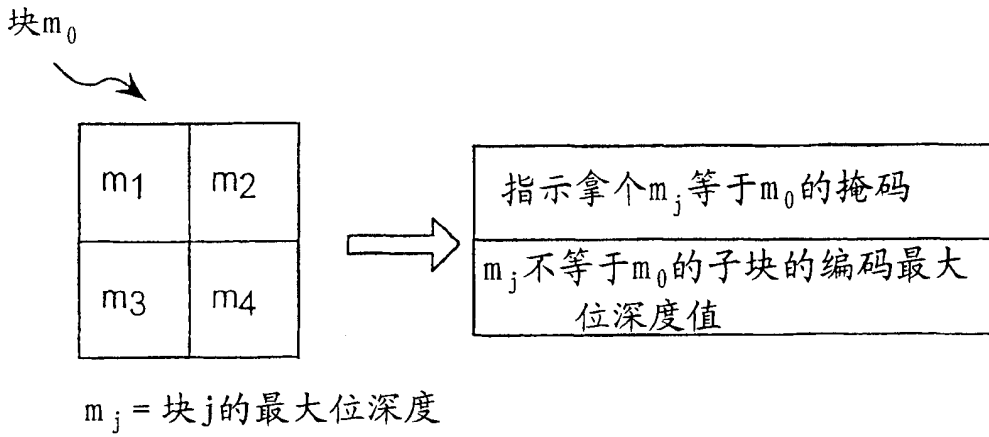 块m₀
m1 m2
m3 m4
指示拿个mⱼ等于m₀的掩码
mⱼ不等于m₀的子块的编码最大
位深度值
mⱼ = 块j的最大位深度